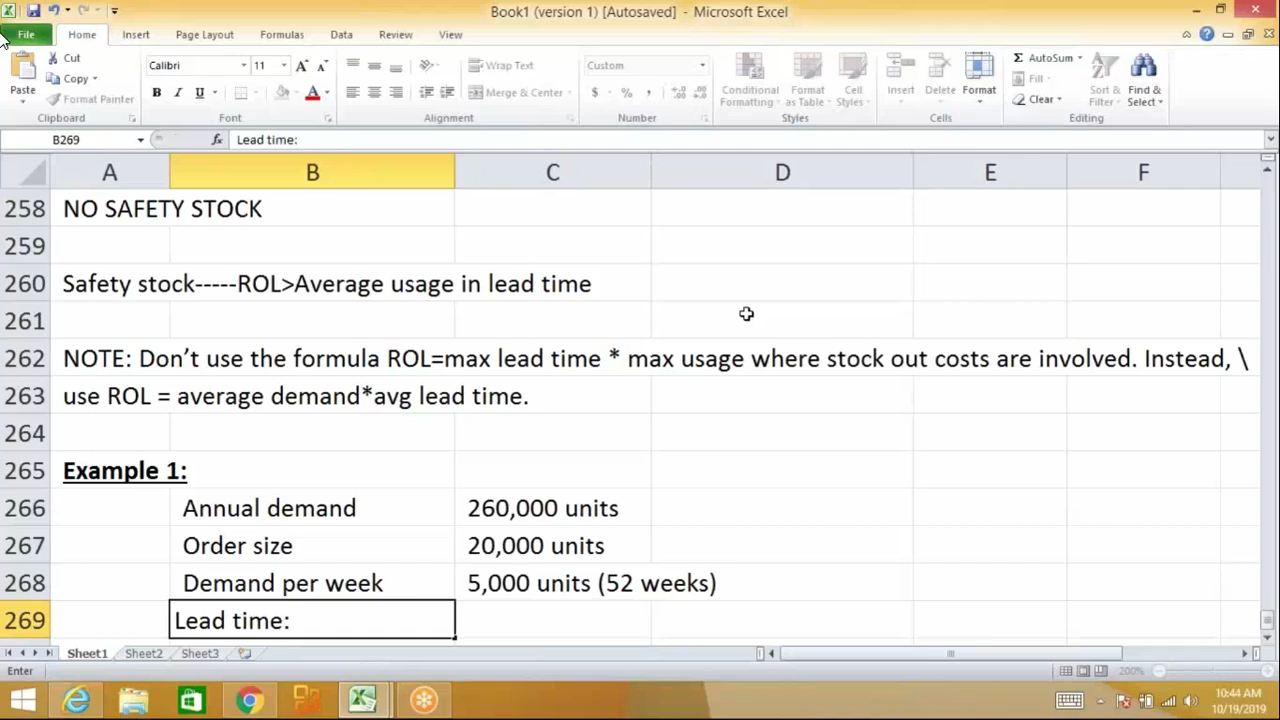 Book1 (version 1) [Autosaved] - Microsoft Excel
File Home Insert Page Layout Formulas Data Review View
Cut
Copy
Format Painter
Paste
Clipboard
Calibri 11
B I U
Font
Wrap Text
Merge & Center
Alignment
Custom
$ % ,
Number
Conditional Formatting
Format as Table
Cell Styles
Styles
Insert Delete Format
Cells
Σ AutoSum
Fill
Clear
Sort & Filter
Find & Select
Editing
B269 fx Lead time:
A B C D E F
258 NO SAFETY STOCK
259
260 Safety stock-----ROL>Average usage in lead time
261
262 NOTE: Don’t use the formula ROL=max lead time * max usage where stock out costs are involved. Instead, \
263 use ROL = average demand*avg lead time.
264
265 Example 1:
266 Annual demand 260,000 units
267 Order size 20,000 units
268 Demand per week 5,000 units (52 weeks)
269 Lead time:
Sheet1 Sheet2 Sheet3
Enter 200%
10:44 AM
10/19/2019